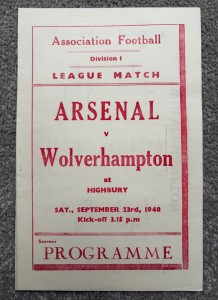 Association Football
Division 1
LEAGUE MATCH
ARSENAL
v
Wolverhampton
at
HIGHBURY
SAT., SEPTEMBER 23rd, 1948
Kick-off 3.15 p.m
Souvenir
PROGRAMME